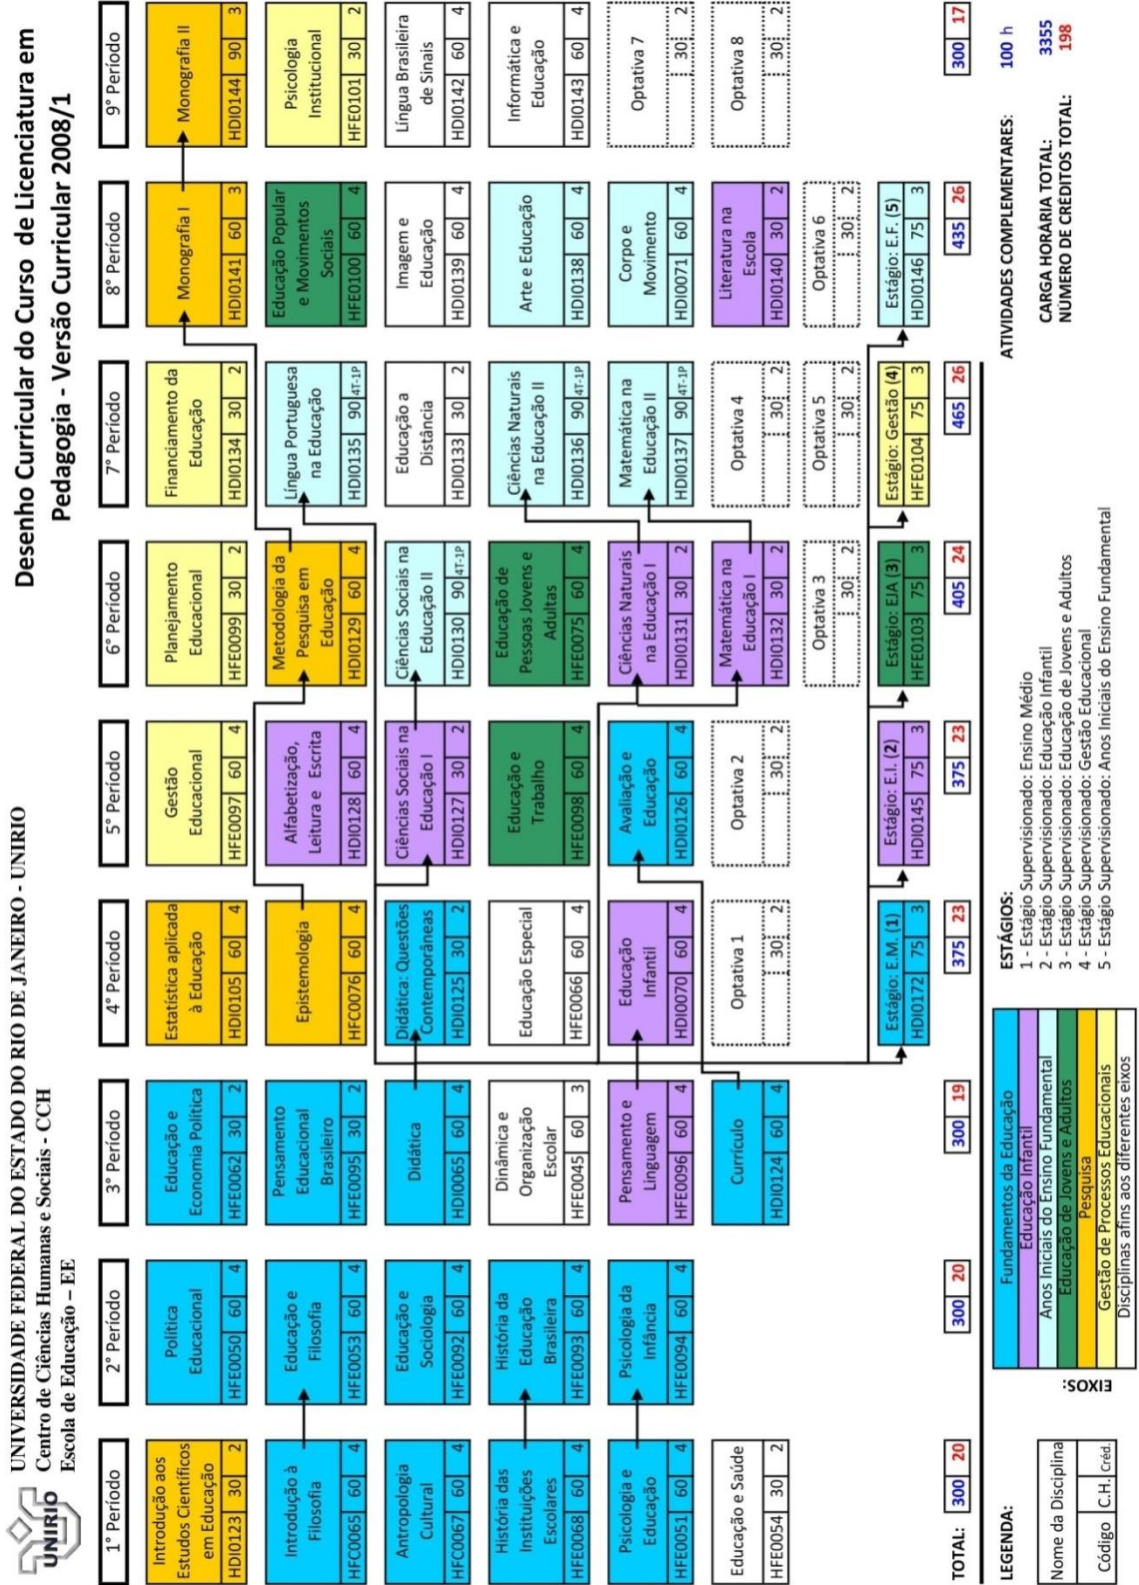 UNIRIO
UNIVERSIDADE FEDERAL DO ESTADO DO RIO DE JANEIRO - UNIRIO
Centro de Ciências Humanas e Sociais - CCH
Escola de Educação – EE
Desenho Curricular do Curso de Licenciatura em
Pedagogia - Versão Curricular 2008/1
1° Período
Introdução aos
Estudos Científicos
em Educação
HDI0123 30 2
Introdução à
Filosofia
HFC0065 60 4
Antropologia
Cultural
HFC0067 60 4
História das
Instituições
Escolares
HFE0068 60 4
Psicologia e
Educação
HFE0051 60 4
Educação e Saúde
HFE0054 30 2
2° Período
Política
Educacional
HFE0050 60 4
Educação e
Filosofia
HFE0053 60 4
Educação e
Sociologia
HFE0092 60 4
História da
Educação
Brasileira
HFE0093 60 4
Psicologia da
Infância
HFE0094 60 4
3° Período
Educação e
Economia Política
HFE0062 30 2
Pensamento
Educacional
Brasileiro
HFE0095 30 2
Didática
HDI0065 60 4
Dinâmica e
Organização
Escolar
HFE0045 60 3
Pensamento e
Linguagem
HFE0096 60 4
Currículo
HDI0124 60 4
4° Período
Estatística aplicada
à Educação
HDI0105 60 4
Epistemologia
HFC0076 60 4
Didática: Questões
Contemporâneas
HDI0125 30 2
Educação Especial
HFE0066 60 4
Educação
Infantil
HDI0070 60 4
Optativa 1
30 2
Estágio: E.M. (1)
HDI0172 75 3
5° Período
Gestão
Educacional
HFE0097 60 4
Alfabetização,
Leitura e Escrita
HDI0128 60 4
Ciências Sociais na
Educação I
HDI0127 30 2
Educação e
Trabalho
HFE0098 60 4
Avaliação e
Educação
HDI0126 60 4
Optativa 2
30 2
Estágio: E.I. (2)
HDI0145 75 3
6° Período
Planejamento
Educacional
HFE0099 30 2
Metodologia da
Pesquisa em
Educação
HDI0129 60 4
Ciências Sociais na
Educação II
HDI0130 90 4T-1P
Educação de
Pessoas Jovens e
Adultas
HFE0075 60 4
Ciências Naturais
na Educação I
HDI0131 30 2
Matemática na
Educação I
HDI0132 30 2
Optativa 3
30 2
Estágio: EJA (3)
HFE0103 75 3
7° Período
Financiamento da
Educação
HDI0134 30 2
Língua Portuguesa
na Educação
HDI0135 90 4T-1P
Educação a
Distância
HDI0133 30 2
Ciências Naturais
na Educação II
HDI0136 90 4T-1P
Matemática na
Educação II
HDI0137 90 4T-1P
Optativa 4
30 2
Optativa 5
30 2
Estágio: Gestão (4)
HFE0104 75 3
8° Período
Monografia I
HDI0141 60 3
Educação Popular
e Movimentos
Sociais
HFE0100 60 4
Imagem e
Educação
HDI0139 60 4
Arte e Educação
HDI0138 60 4
Corpo e
Movimento
HDI0071 60 4
Literatura na
Escola
HDI0140 30 2
Optativa 6
30 2
Estágio: E.F. (5)
HDI0146 75 3
9° Período
Monografia II
HDI0144 90 3
Psicologia
Institucional
HFE0101 30 2
Língua Brasileira
de Sinais
HDI0142 60 4
Informática e
Educação
HDI0143 60 4
Optativa 7
30 2
Optativa 8
30 2
TOTAL: 300 20 300 20 300 19 375 23 375 23 405 24 465 26 435 26 300 17
LEGENDA:
Nome da Disciplina
Código C.H. Créd.
EIXOS:
Fundamentos da Educação
Educação Infantil
Anos Iniciais do Ensino Fundamental
Educação de Jovens e Adultos
Pesquisa
Gestão de Processos Educacionais
Disciplinas afins aos diferentes eixos
ESTÁGIOS:
1 - Estágio Supervisionado: Ensino Médio
2 - Estágio Supervisionado: Educação Infantil
3 - Estágio Supervisionado: Educação de Jovens e Adultos
4 - Estágio Supervisionado: Gestão Educacional
5 - Estágio Supervisionado: Anos Iniciais do Ensino Fundamental
ATIVIDADES COMPLEMENTARES: 100 h
CARGA HORÁRIA TOTAL: 3355
NÚMERO DE CRÉDITOS TOTAL: 198